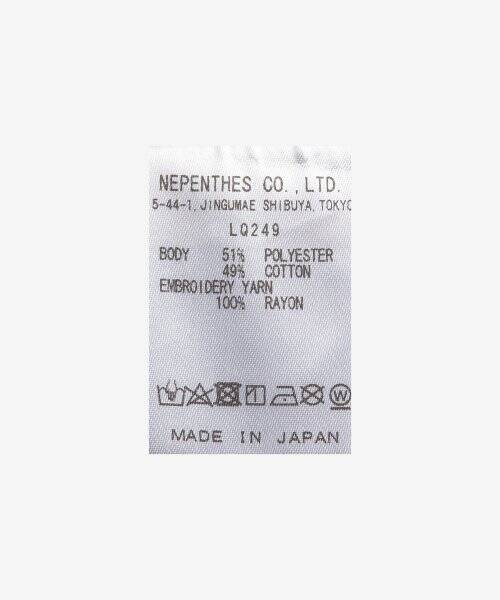 NEPENTHES CO.,LTD.
5-44-1, JINGUMAE SHIBUYA, TOKYO
LQ249
BODY 51% POLYESTER
49% COTTON
EMBROIDERY YARN
100% RAYON
W
MADE IN JAPAN